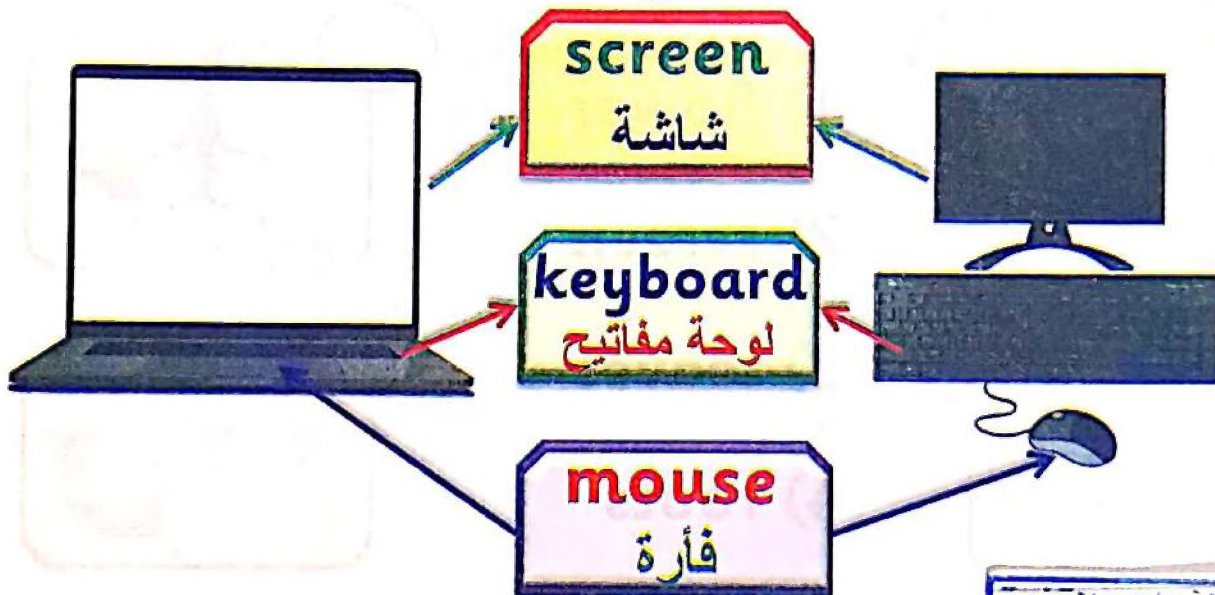 screen
شاشة
keyboard
لوحة مفاتيح
mouse
فأرة